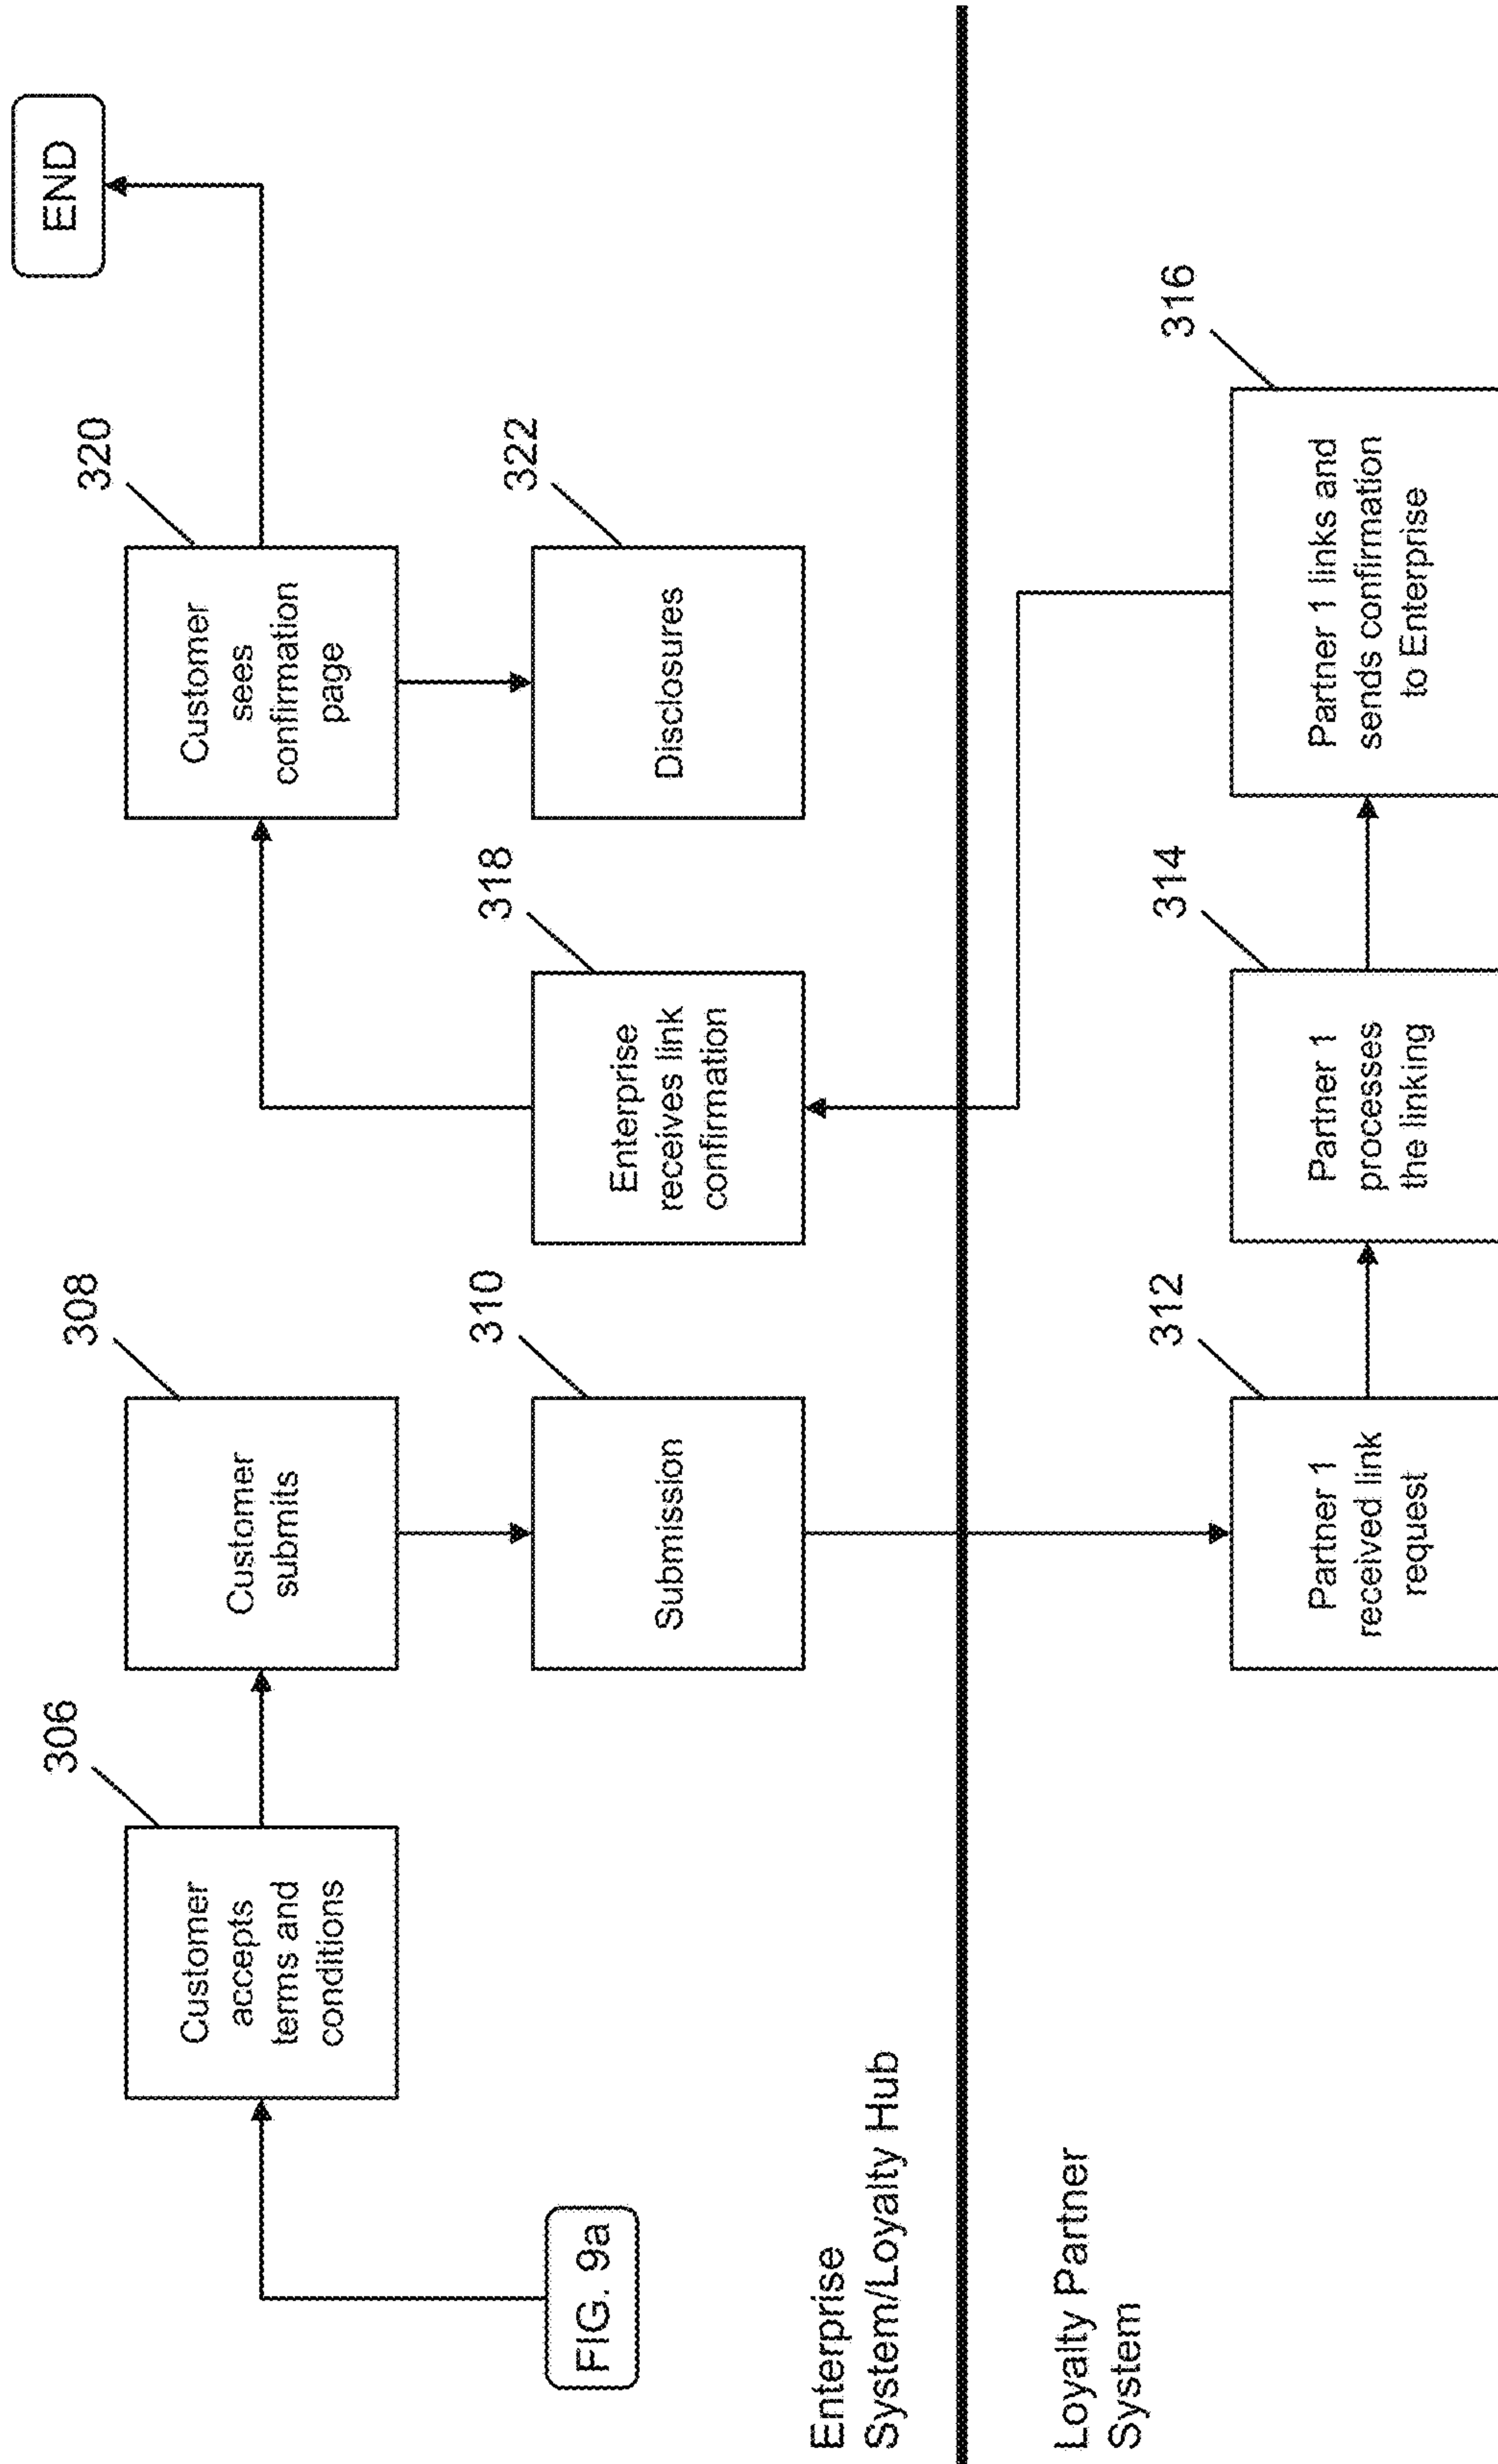 FIG. 9a
306
Customer
accepts
terms and
conditions
308
Customer
submits
310
Submission
318
Enterprise
receives link
confirmation
320
Customer
sees
confirmation
page
322
Disclosures
END
Enterprise
System/Loyalty Hub
Loyalty Partner
System
312
Partner 1
received link
request
314
Partner 1
processes
the linking
316
Partner 1 links and
sends confirmation
to Enterprise